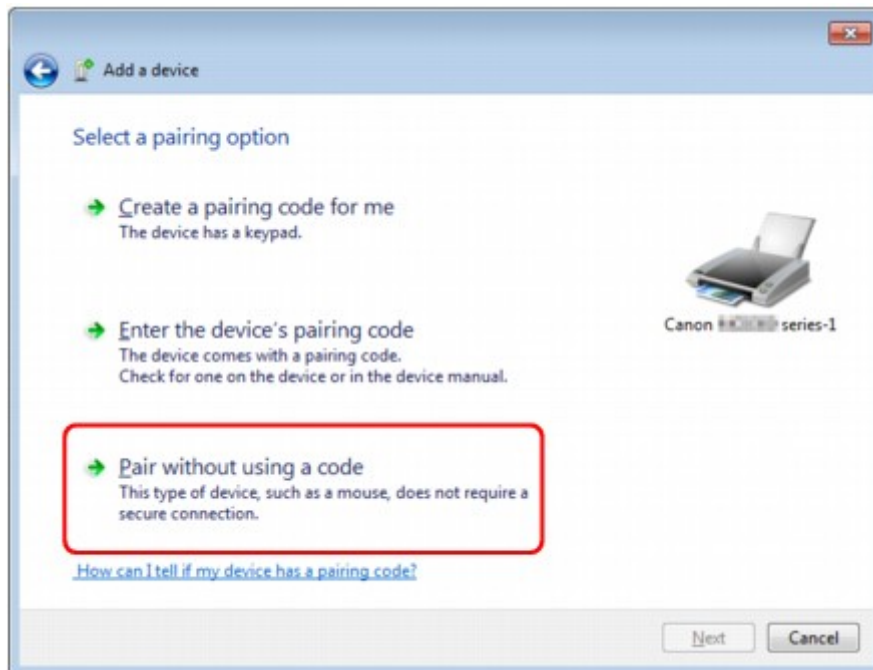 Add a device
Select a pairing option
Create a pairing code for me
The device has a keypad.
Enter the device's pairing code
The device comes with a pairing code.
Check for one on the device or in the device manual.
Pair without using a code
This type of device, such as a mouse, does not require a
secure connection.
How can I tell if my device has a pairing code?
Canon series-1
Next
Cancel